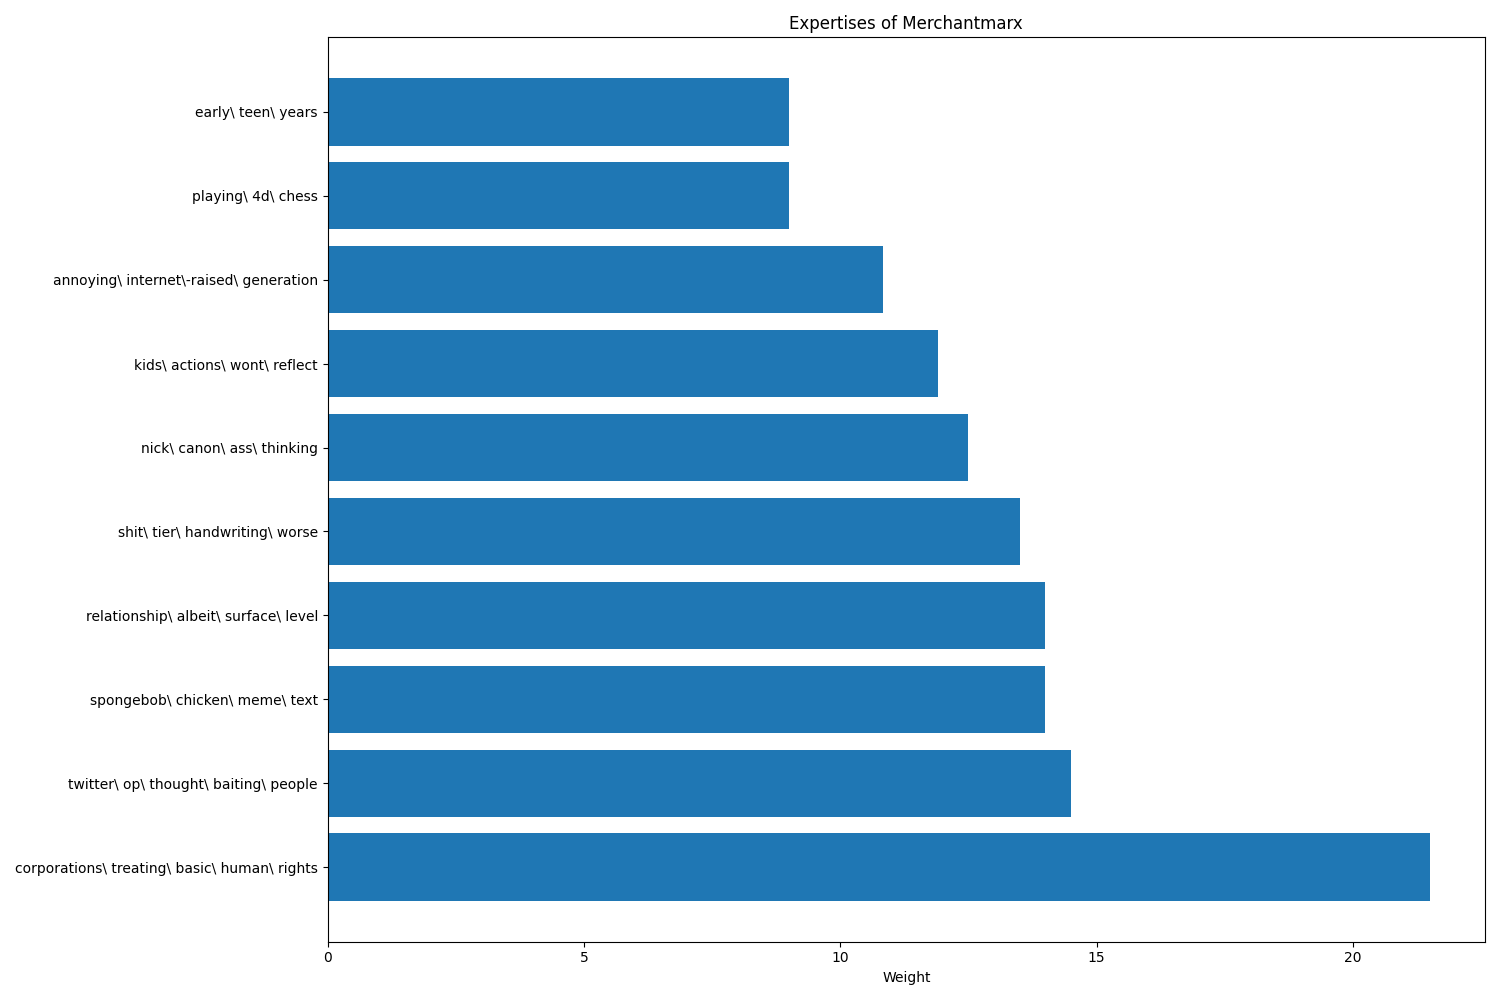 Expertises of Merchantmarx
early\ teen\ years
playing\ 4d\ chess
annoying\ internet\-raised\ generation
kids\ actions\ wont\ reflect
nick\ canon\ ass\ thinking
shit\ tier\ handwriting\ worse
relationship\ albeit\ surface\ level
spongebob\ chicken\ meme\ text
twitter\ op\ thought\ baiting\ people
corporations\ treating\ basic\ human\ rights
0 5 10 15 20
Weight